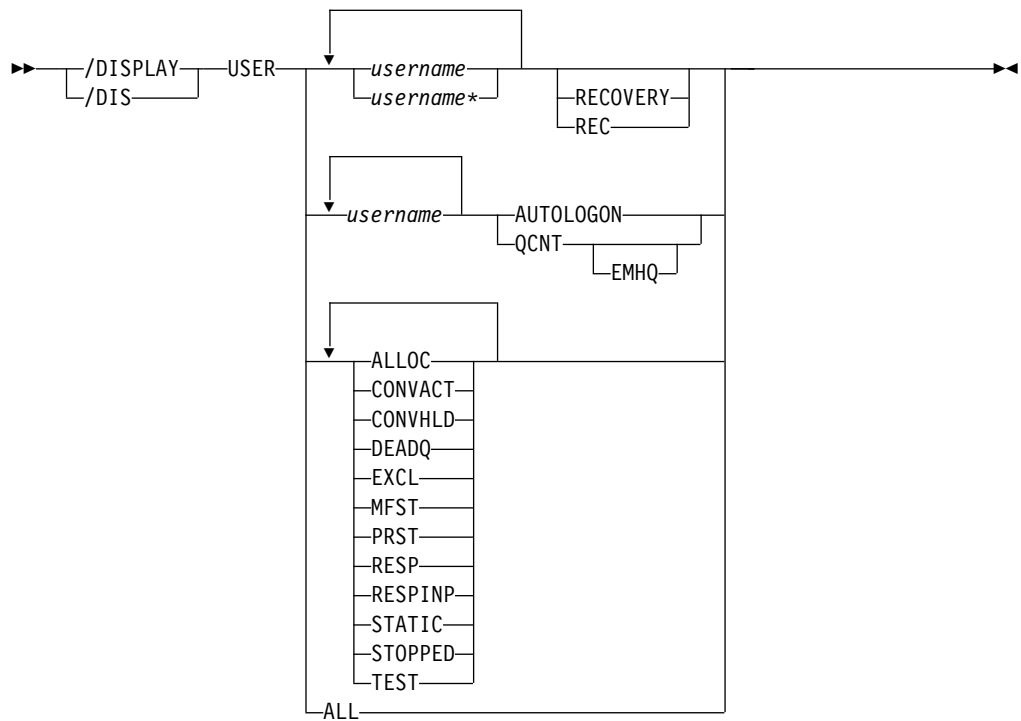 /DISPLAY USER username
/DIS username* RECOVERY
REC
username AUTOLOGON
QCNT
EMHQ
ALLOC
CONVACT
CONVHLD
DEADQ
EXCL
MFST
PRST
RESP
RESPINP
STATIC
STOPPED
TEST
ALL